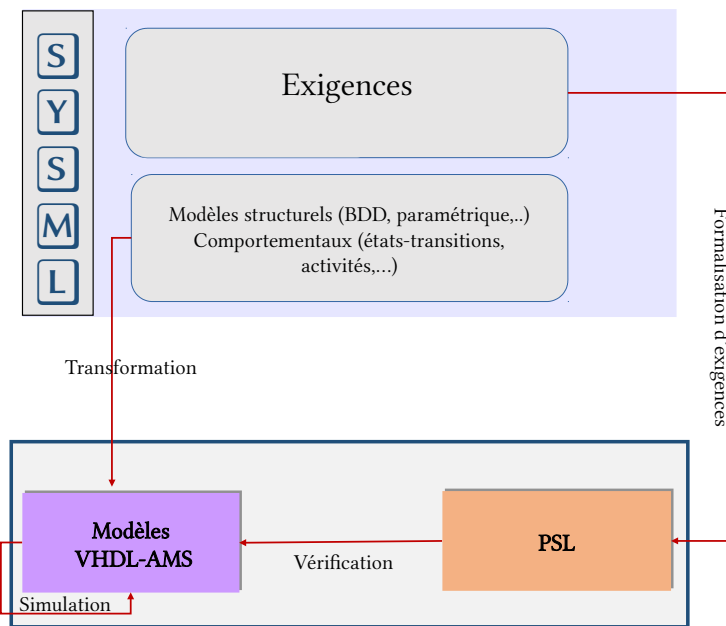 S
Y
S
M
L
Exigences
Modèles structurels (BDD, paramétrique,..)
Comportementaux (états-transitions,
activités,…)
Formalisation d'exigences
Transformation
Modèles
VHDL-AMS
PSL
Vérification
Simulation